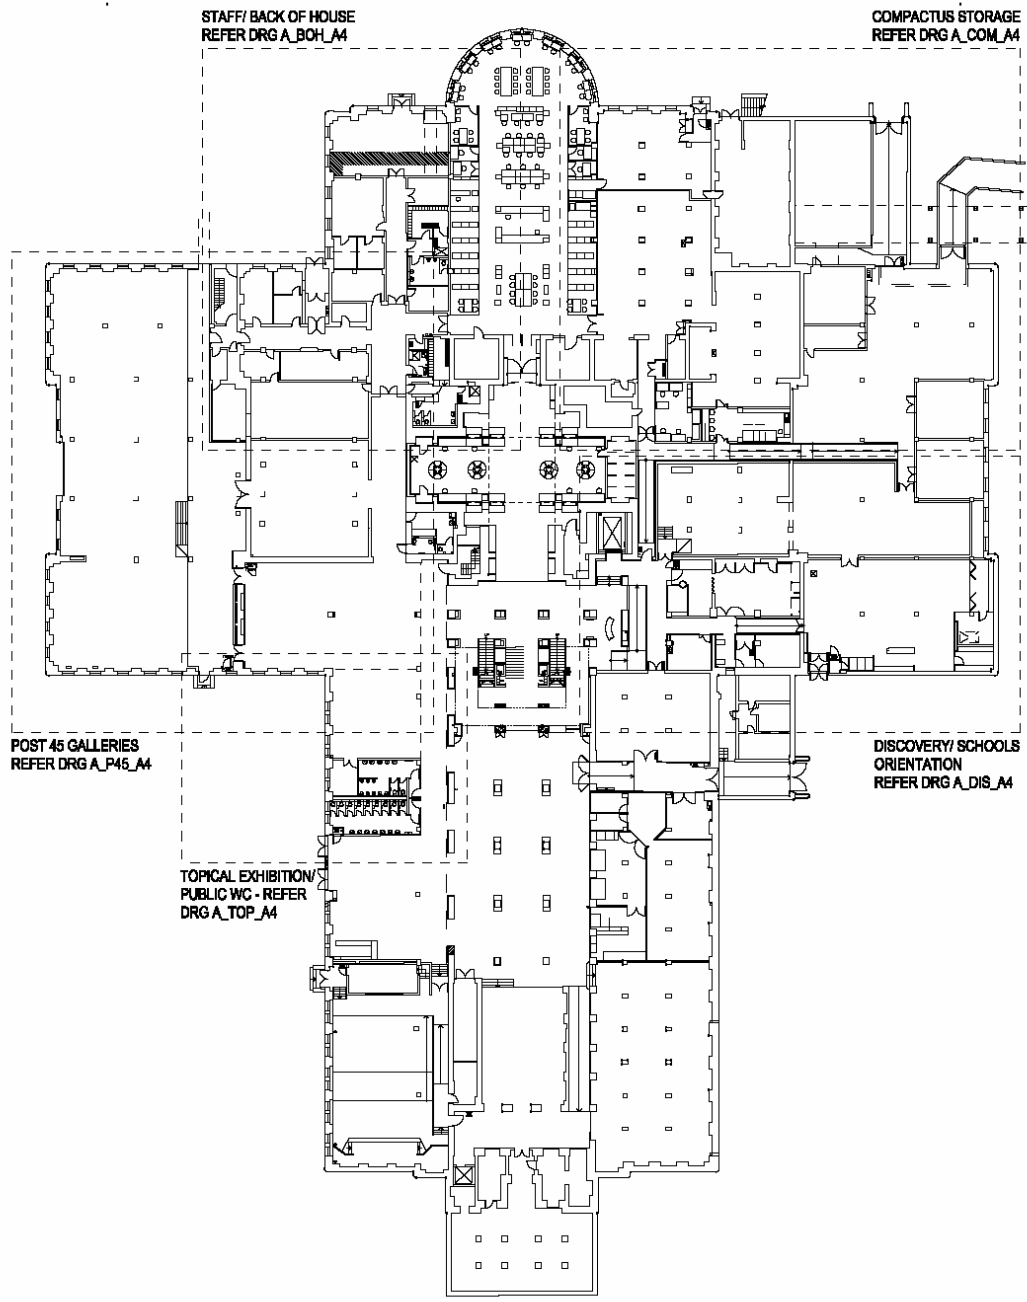 STAFF/ BACK OF HOUSE
REFER DRG A_BOH_A4
COMPACTUS STORAGE
REFER DRG A_COM_A4
POST 45 GALLERIES
REFER DRG A_P45_A4
DISCOVERY/ SCHOOLS
ORIENTATION
REFER DRG A_DIS_A4
TOPICAL EXHIBITION/
PUBLIC WC - REFER
DRG A_TOP_A4